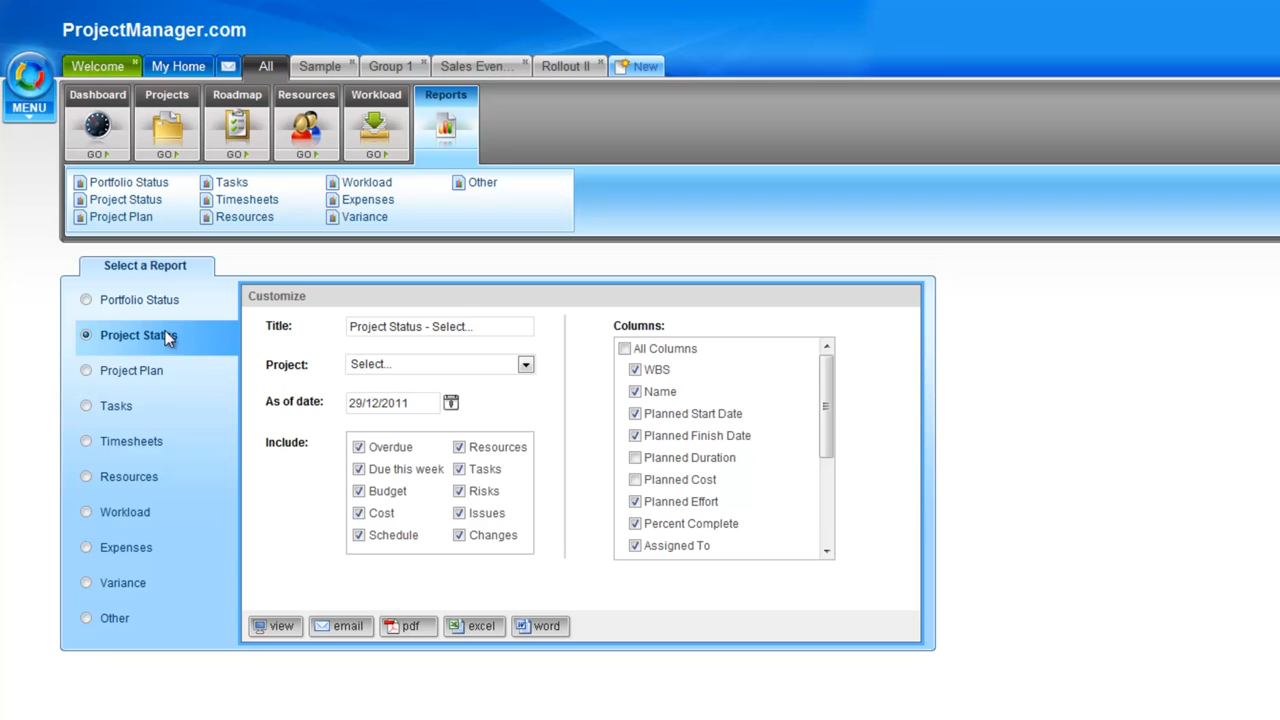 ProjectManager.com
Welcome
My Home
All
Sample
Group 1
Sales Even...
Rollout II
New
MENU
Dashboard
Projects
Roadmap
Resources
Workload
Reports
GO
GO
GO
GO
GO
Portfolio Status
Tasks
Workload
Other
Project Status
Timesheets
Expenses
Project Plan
Resources
Variance
Select a Report
Portfolio Status
Project Status
Project Plan
Tasks
Timesheets
Resources
Workload
Expenses
Variance
Other
Customize
Title:
Project Status - Select...
Project:
Select...
As of date:
29/12/2011
Include:
Overdue
Resources
Due this week
Tasks
Budget
Risks
Cost
Issues
Schedule
Changes
Columns:
All Columns
WBS
Name
Planned Start Date
Planned Finish Date
Planned Duration
Planned Cost
Planned Effort
Percent Complete
Assigned To
view
email
pdf
excel
word